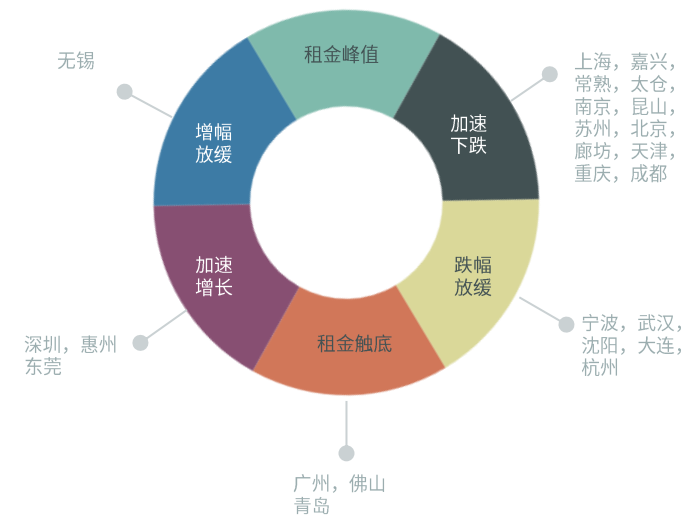 租金峰值
无锡
上海，嘉兴，
常熟，太仓，
南京，昆山，
苏州，北京，
廊坊，天津，
重庆，成都
加速
下跌
增幅
放缓
加速
增长
跌幅
放缓
宁波，武汉，
沈阳，大连，
杭州
深圳，惠州
东莞
租金触底
广州，佛山
青岛